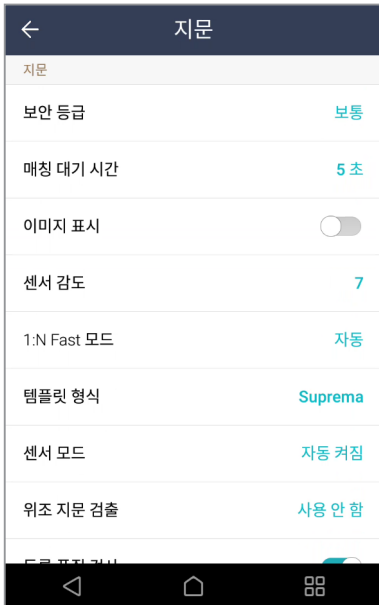 지문
지문
보안 등급
보통
매칭 대기 시간
5 초
이미지 표시
센서 감도
7
1:N Fast 모드
자동
템플릿 형식
Suprema
센서 모드
자동 켜짐
위조 지문 검출
사용 안 함